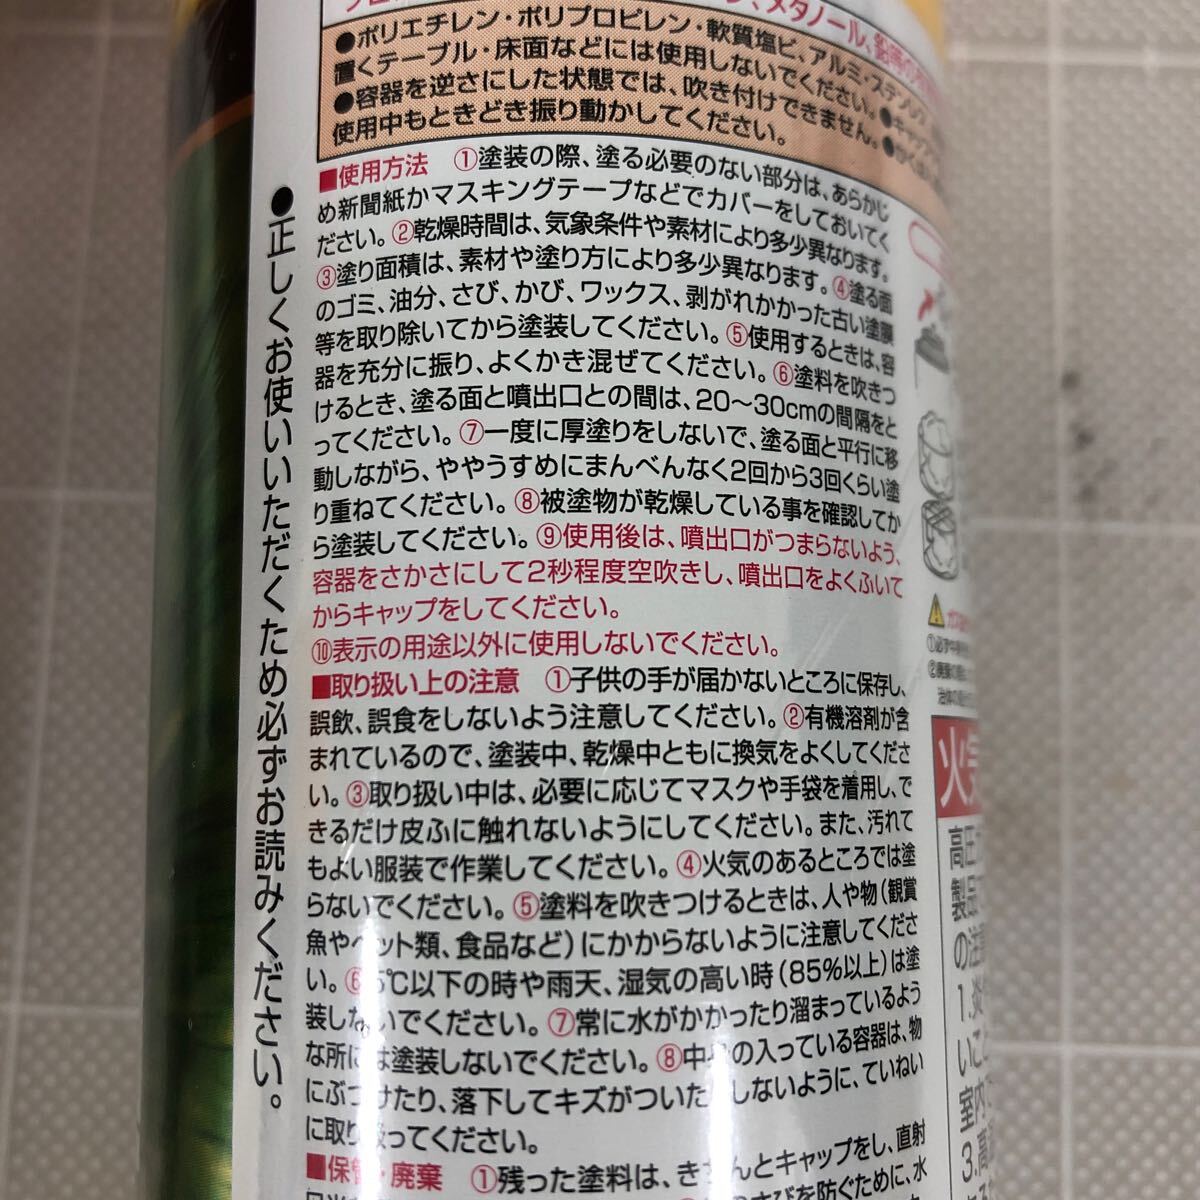 メタノール、鉛等の
●ポリエチレン・ポリプロピレン・軟質塩ビ、アルミ・ステンレス
置くテーブル・床面などには使用しないでください。
●容器を逆さにした状態では、吹き付けできません。
使用中もときどき振り動かしてください。
■使用方法 ①塗装の際、塗る必要のない部分は、あらかじ
め新聞紙かマスキングテープなどでカバーをしておいてく
ださい。②乾燥時間は、気象条件や素材により多少異なります。
③塗り面積は、素材や塗り方により多少異なります。④塗る面
のゴミ、油分、さび、かび、ワックス、剥がれかかった古い塗膜
等を取り除いてから塗装してください。⑤使用するときは、容
器を充分に振り、よくかき混ぜてください。⑥塗料を吹きつ
けるとき、塗る面と噴出口との間は、20〜30cmの間隔をと
ってください。⑦一度に厚塗りをしないで、塗る面と平行に移
動しながら、ややうすめにまんべんなく2回から3回くらい塗
り重ねてください。⑧被塗物が乾燥している事を確認してか
ら塗装してください。⑨使用後は、噴出口がつまらないよう、
容器をさかさにして2秒程度空吹きし、噴出口をよくふいて
からキャップをしてください。
⑩表示の用途以外に使用しないでください。
■取り扱い上の注意 ①子供の手が届かないところに保存し、
誤飲、誤食をしないよう注意してください。②有機溶剤が含
まれているので、塗装中、乾燥中ともに換気をよくしてくださ
い。③取り扱い中は、必要に応じてマスクや手袋を着用し、で
きるだけ皮ふに触れないようにしてください。また、汚れて
もよい服装で作業してください。④火気のあるところでは塗
らないでください。⑤塗料を吹きつけるときは、人や物(観賞
魚やペット類、食品など)にかからないように注意してくださ
い。⑥5℃以下の時や雨天、湿気の高い時(85%以上)は塗
装しないでください。⑦常に水がかかったり溜まっているよう
な所には塗装しないでください。⑧中身の入っている容器は、物
にぶつけたり、落下してキズがついたりしないように、ていねい
に取り扱ってください。
■保管・廃棄 ①残った塗料は、きちんとキャップをし、直射
さびを防ぐために、水
●正しくお使いいただくため必ずお読みください。
火気
高圧
製品
の注意
1.炎
いこと
室内
3.高温